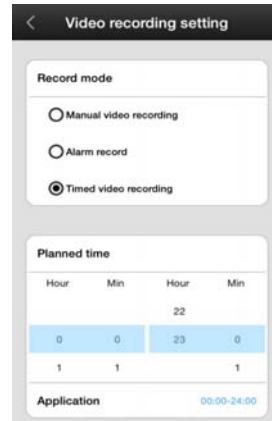 Video recording setting
Record mode
Manual video recording
Alarm record
Timed video recording
Planned time
Hour Min Hour Min
22
0 0 23 0
1 1 1
Application 00:00-24:00